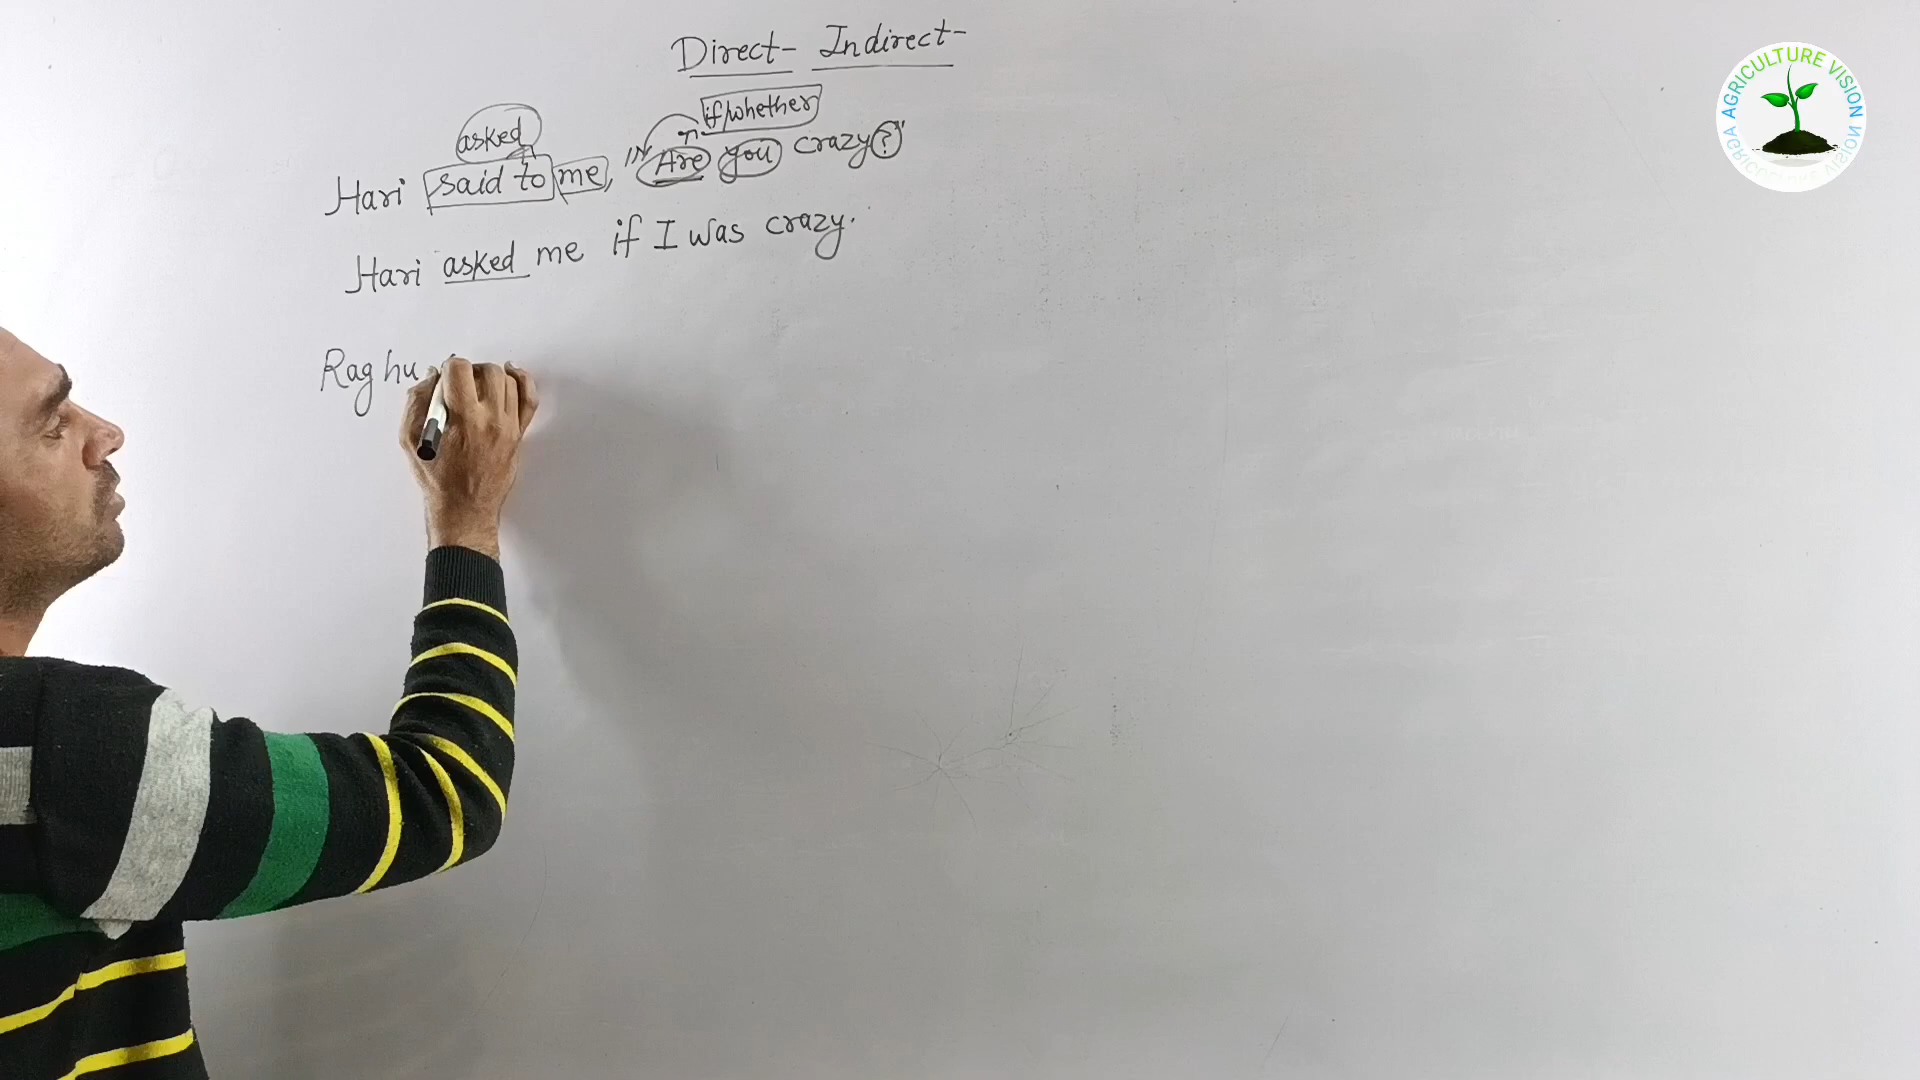 Direct- Indirect-
if/whether
asked
Hari said to me, "Are you crazy?"
Hari asked me if I was crazy.
Raghu
AGRICULTURE VISION